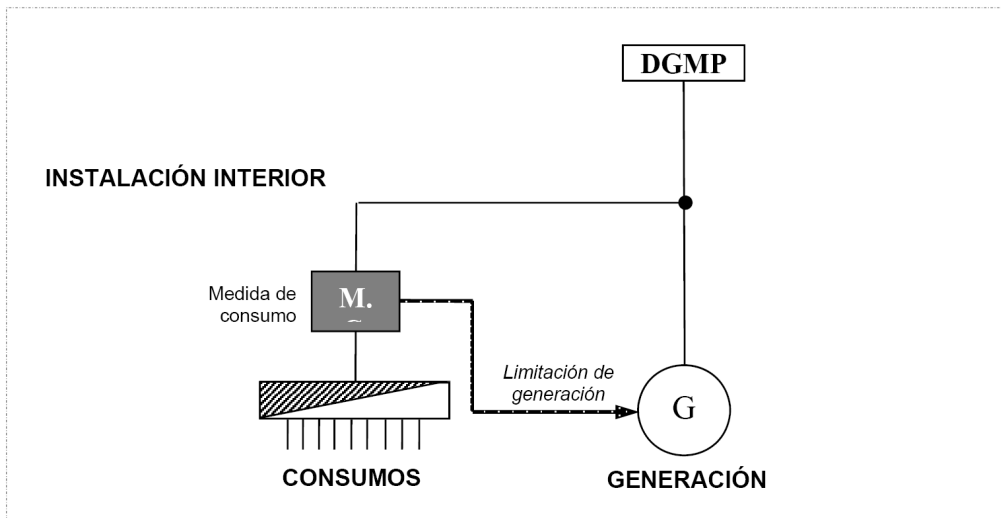 DGMP
INSTALACIÓN INTERIOR
Medida de
consumo
M.
~
Limitación de
generación
G
CONSUMOS
GENERACIÓN